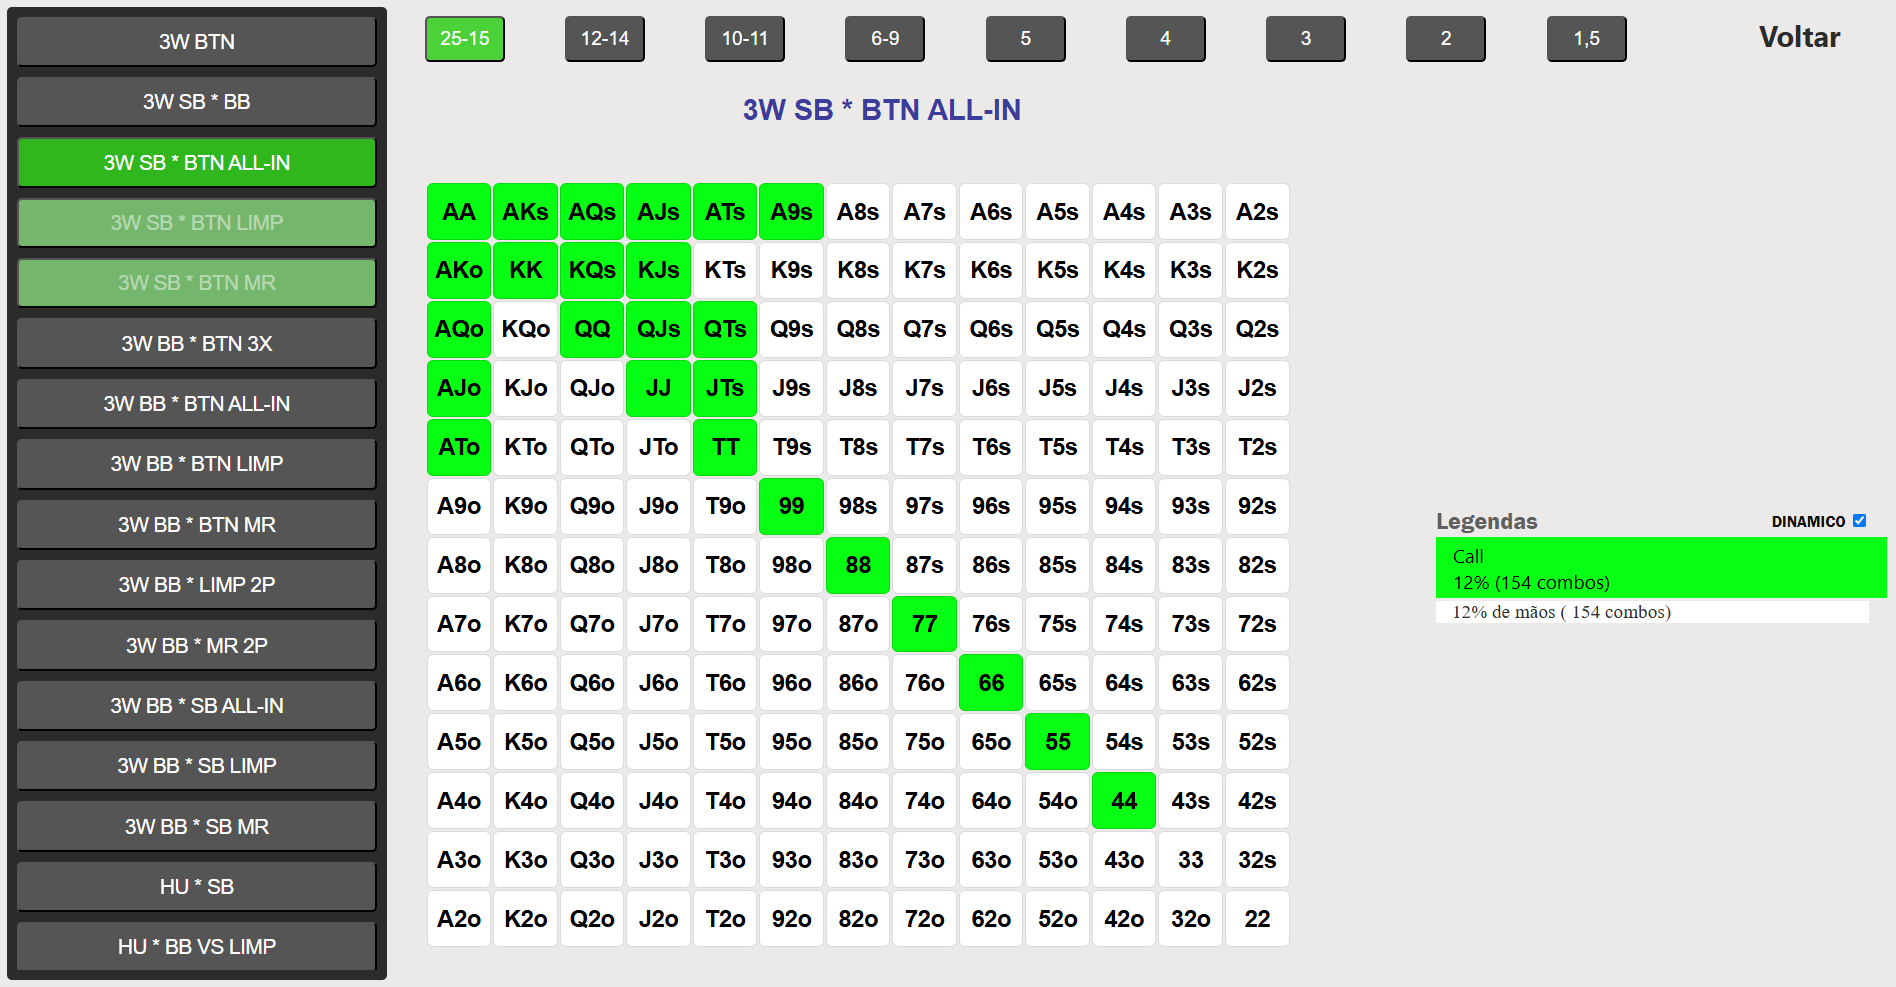 3W BTN
3W SB * BB
3W SB * BTN ALL-IN
3W SB * BTN LIMP
3W SB * BTN MR
3W BB * BTN 3X
3W BB * BTN ALL-IN
3W BB * BTN LIMP
3W BB * BTN MR
3W BB * LIMP 2P
3W BB * MR 2P
3W BB * SB ALL-IN
3W BB * SB LIMP
3W BB * SB MR
HU * SB
HU * BB VS LIMP
25-15 12-14 10-11 6-9 5 4 3 2 1,5 Voltar
3W SB * BTN ALL-IN
AA AKs AQs AJs ATs A9s A8s A7s A6s A5s A4s A3s A2s
AKo KK KQs KJs KTs K9s K8s K7s K6s K5s K4s K3s K2s
AQo KQo QQ QJs QTs Q9s Q8s Q7s Q6s Q5s Q4s Q3s Q2s
AJo KJo QJo JJ JTs J9s J8s J7s J6s J5s J4s J3s J2s
ATo KTo QTo JTo TT T9s T8s T7s T6s T5s T4s T3s T2s
A9o K9o Q9o J9o T9o 99 98s 97s 96s 95s 94s 93s 92s
A8o K8o Q8o J8o T8o 98o 88 87s 86s 85s 84s 83s 82s
A7o K7o Q7o J7o T7o 97o 87o 77 76s 75s 74s 73s 72s
A6o K6o Q6o J6o T6o 96o 86o 76o 66 65s 64s 63s 62s
A5o K5o Q5o J5o T5o 95o 85o 75o 65o 55 54s 53s 52s
A4o K4o Q4o J4o T4o 94o 84o 74o 64o 54o 44 43s 42s
A3o K3o Q3o J3o T3o 93o 83o 73o 63o 53o 43o 33 32s
A2o K2o Q2o J2o T2o 92o 82o 72o 62o 52o 42o 32o 22
Legendas DINAMICO
Call
12% (154 combos)
12% de mãos ( 154 combos)